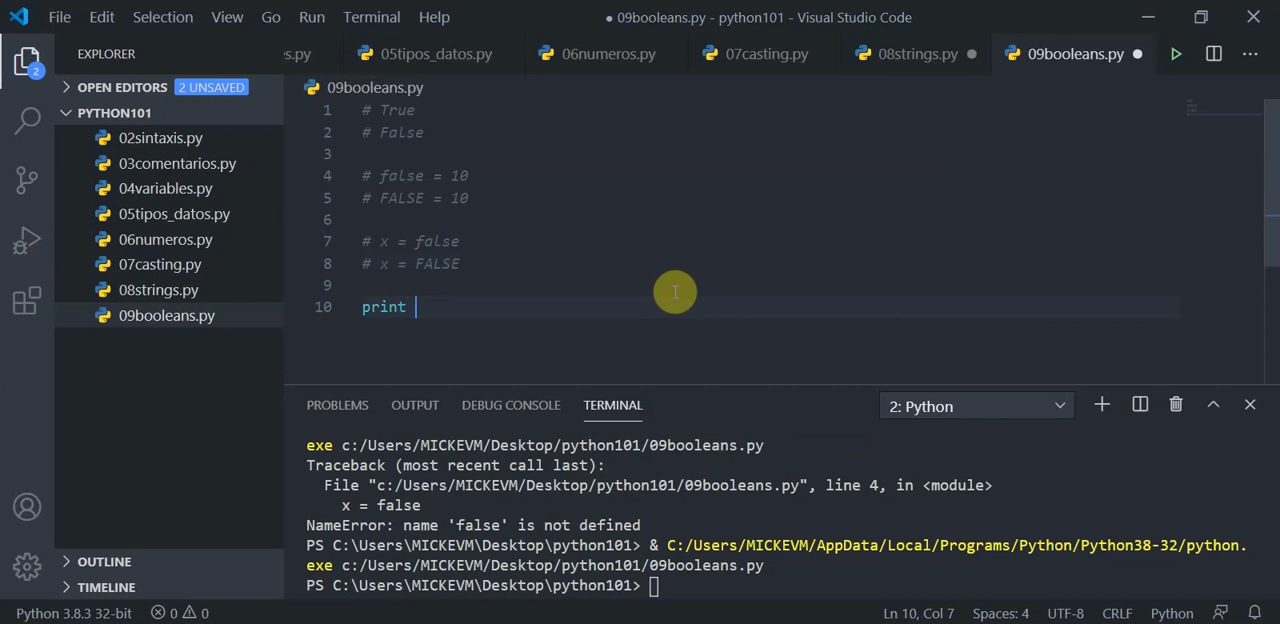 File Edit Selection View Go Run Terminal Help ● 09booleans.py - python101 - Visual Studio Code
EXPLORER es.py 05tipos_datos.py 06numeros.py 07casting.py 08strings.py 09booleans.py
2
OPEN EDITORS 2 UNSAVED
PYTHON101
02sintaxis.py
03comentarios.py
04variables.py
05tipos_datos.py
06numeros.py
07casting.py
08strings.py
09booleans.py
OUTLINE
TIMELINE
09booleans.py
1 # True
2 # False
3
4 # false = 10
5 # FALSE = 10
6
7 # x = false
8 # x = FALSE
9
10 print
PROBLEMS OUTPUT DEBUG CONSOLE TERMINAL 2: Python
exe c:/Users/MICKEVM/Desktop/python101/09booleans.py
Traceback (most recent call last):
File "c:/Users/MICKEVM/Desktop/python101/09booleans.py", line 4, in <module>
x = false
NameError: name 'false' is not defined
PS C:\Users\MICKEVM\Desktop\python101> & C:/Users/MICKEVM/AppData/Local/Programs/Python/Python38-32/python.
exe c:/Users/MICKEVM/Desktop/python101/09booleans.py
PS C:\Users\MICKEVM\Desktop\python101>
Python 3.8.3 32-bit 0 0 Ln 10, Col 7 Spaces: 4 UTF-8 CRLF Python